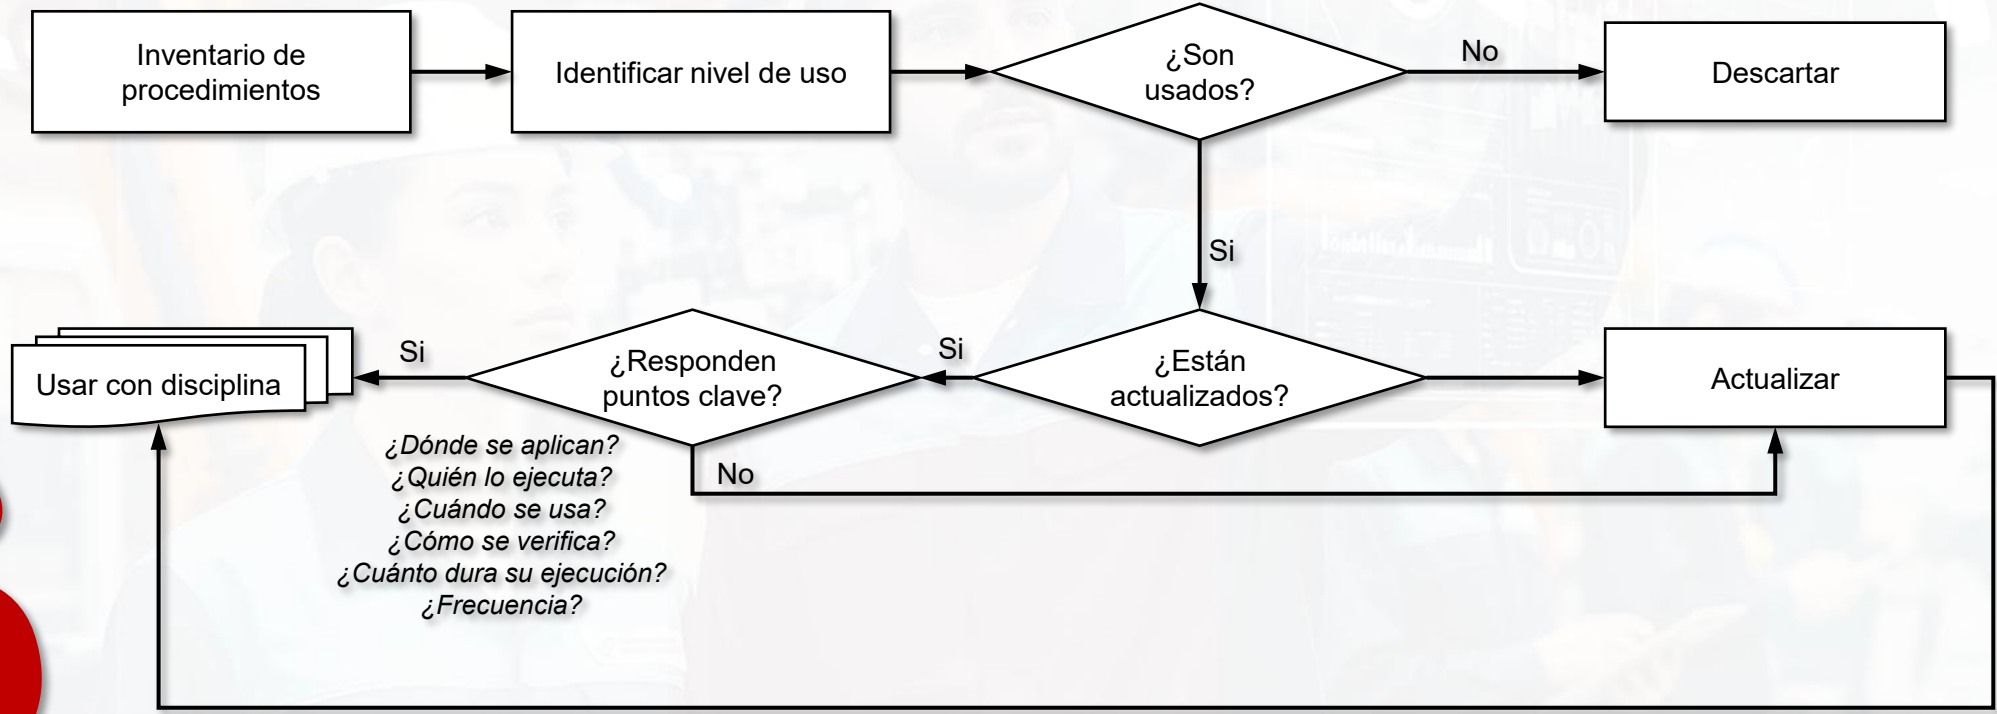 Inventario de
procedimientos
Identificar nivel de uso
¿Son
usados?
No
Descartar
Si
Usar con disciplina
Si
¿Responden
puntos clave?
Si
¿Están
actualizados?
Actualizar
¿Dónde se aplican?
¿Quién lo ejecuta?
¿Cuándo se usa?
¿Cómo se verifica?
¿Cuánto dura su ejecución?
¿Frecuencia?
No